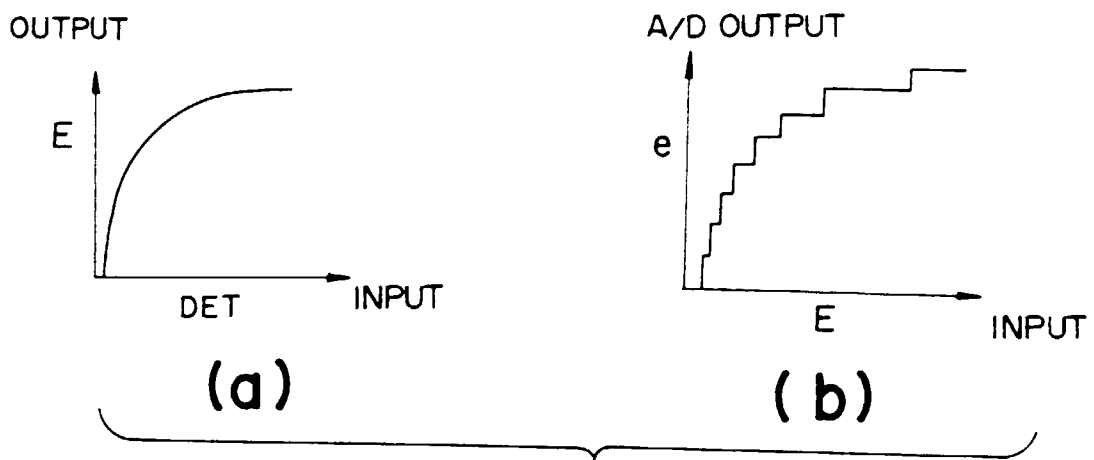 OUTPUT
E
DET
INPUT
(a)
A/D OUTPUT
e
E
INPUT
(b)